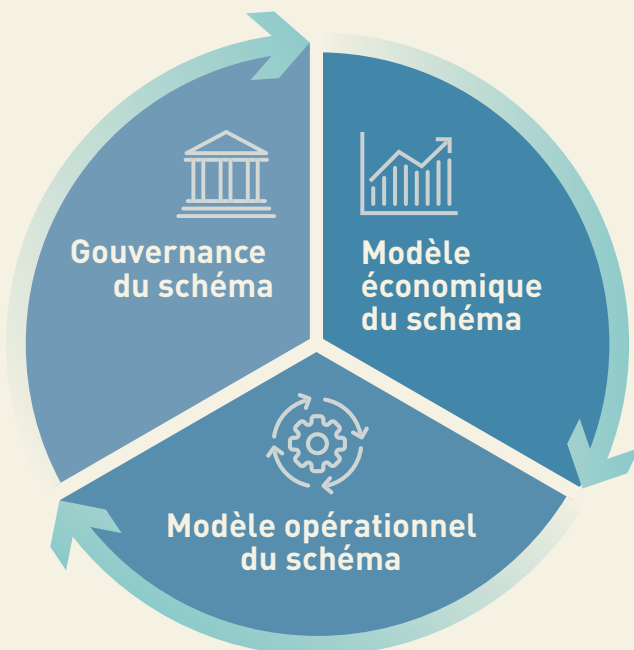 Gouvernance
du schéma
Modèle
économique
du schéma
Modèle opérationnel
du schéma